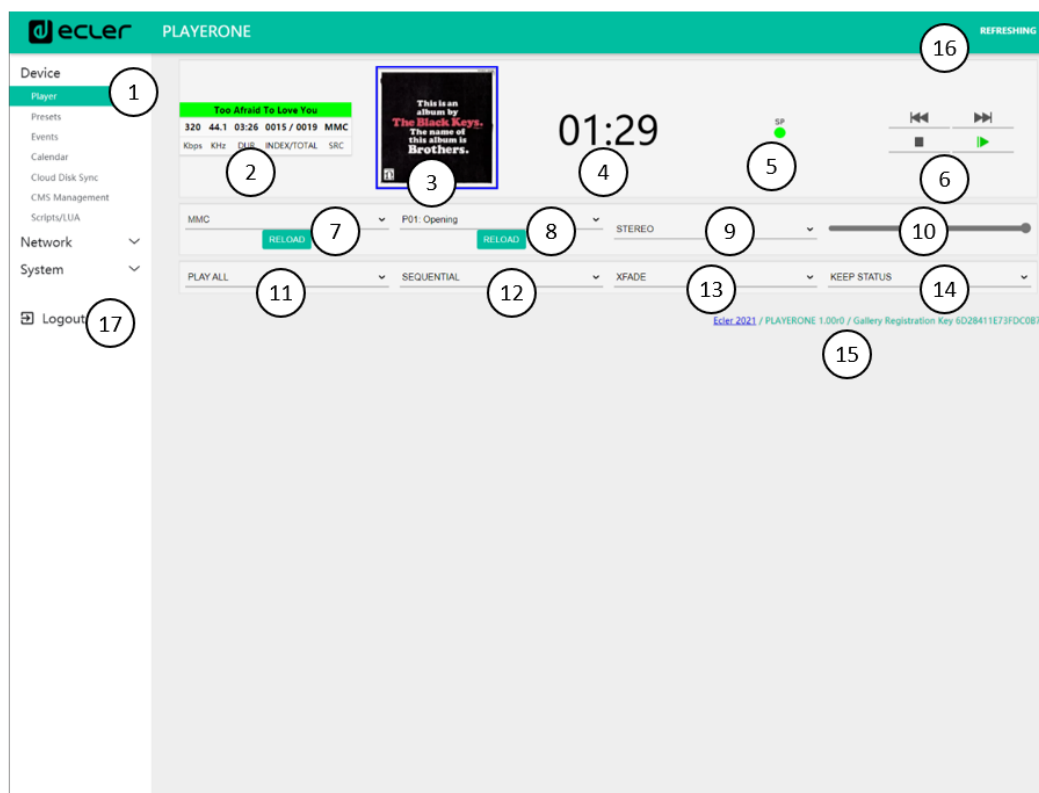 ecler PLAYERONE REFRESHING
16
Device
Player
1
Presets
Events
Calendar
Cloud Disk Sync
CMS Management
Scripts/LUA
Network
System
Logout
17
Too Afraid To Love You
320 44.1 03:26 0015 / 0019 MMC
Kbps KHz DUR INDEX/TOTAL SRC
2
This is an
album by
The Black Keys.
The name of
this album is
Brothers.
3
01:29
4
SP
5
6
MMC
RELOAD
7
P01: Opening
RELOAD
8
STEREO
9
10
PLAY ALL
11
SEQUENTIAL
12
XFADE
13
KEEP STATUS
14
Ecler 2021 / PLAYERONE 1.00r0 / Gallery Registration Key 6D28411E73FDC0B7
15